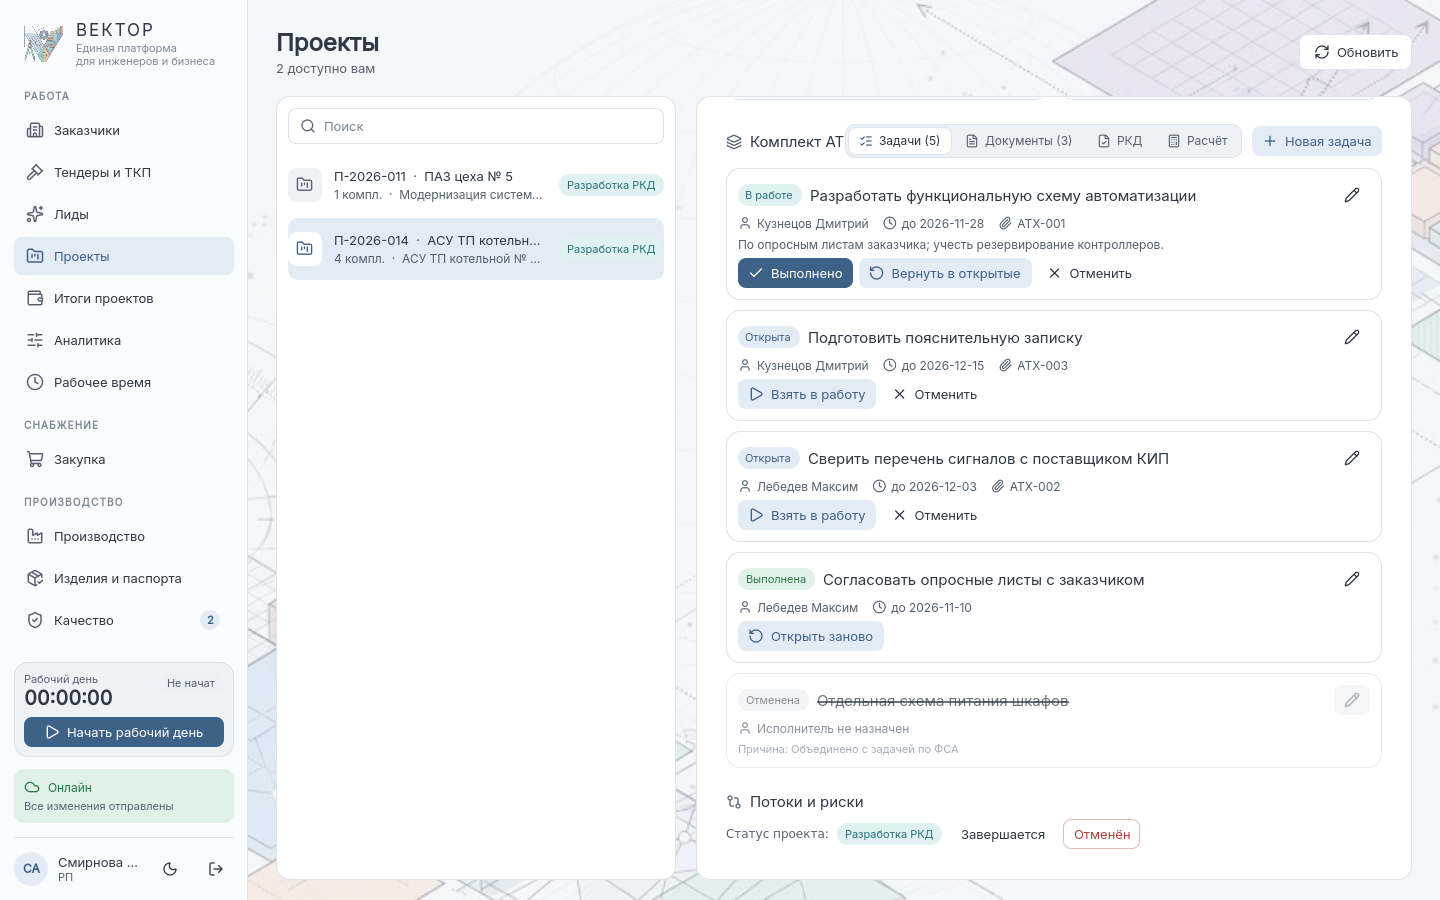 ВЕКТОР
Единая платформа
для инженеров и бизнеса
РАБОТА
Заказчики
Тендеры и ТКП
Лиды
Проекты
Итоги проектов
Аналитика
Рабочее время
СНАБЖЕНИЕ
Закупка
ПРОИЗВОДСТВО
Производство
Изделия и паспорта
Качество 2
Рабочий день Не начат
00:00:00
Начать рабочий день
Онлайн
Все изменения отправлены
СА Смирнова ...
РП
Проекты
2 доступно вам
Обновить
Поиск
П-2026-011 · ПАЗ цеха № 5
1 компл. · Модернизация систем...
Разработка РКД
П-2026-014 · АСУ ТП котельн...
4 компл. · АСУ ТП котельной № ...
Разработка РКД
Комплект АТ Задачи (5) Документы (3) РКД Расчёт Новая задача
В работе Разработать функциональную схему автоматизации
Кузнецов Дмитрий до 2026-11-28 АТХ-001
По опросным листам заказчика; учесть резервирование контроллеров.
Выполнено Вернуть в открытые Отменить
Открыта Подготовить пояснительную записку
Кузнецов Дмитрий до 2026-12-15 АТХ-003
Взять в работу Отменить
Открыта Сверить перечень сигналов с поставщиком КИП
Лебедев Максим до 2026-12-03 АТХ-002
Взять в работу Отменить
Выполнена Согласовать опросные листы с заказчиком
Лебедев Максим до 2026-11-10
Открыть заново
Отменена Отдельная схема питания шкафов
Исполнитель не назначен
Причина: Объединено с задачей по ФСА
Потоки и риски
Статус проекта: Разработка РКД Завершается Отменён